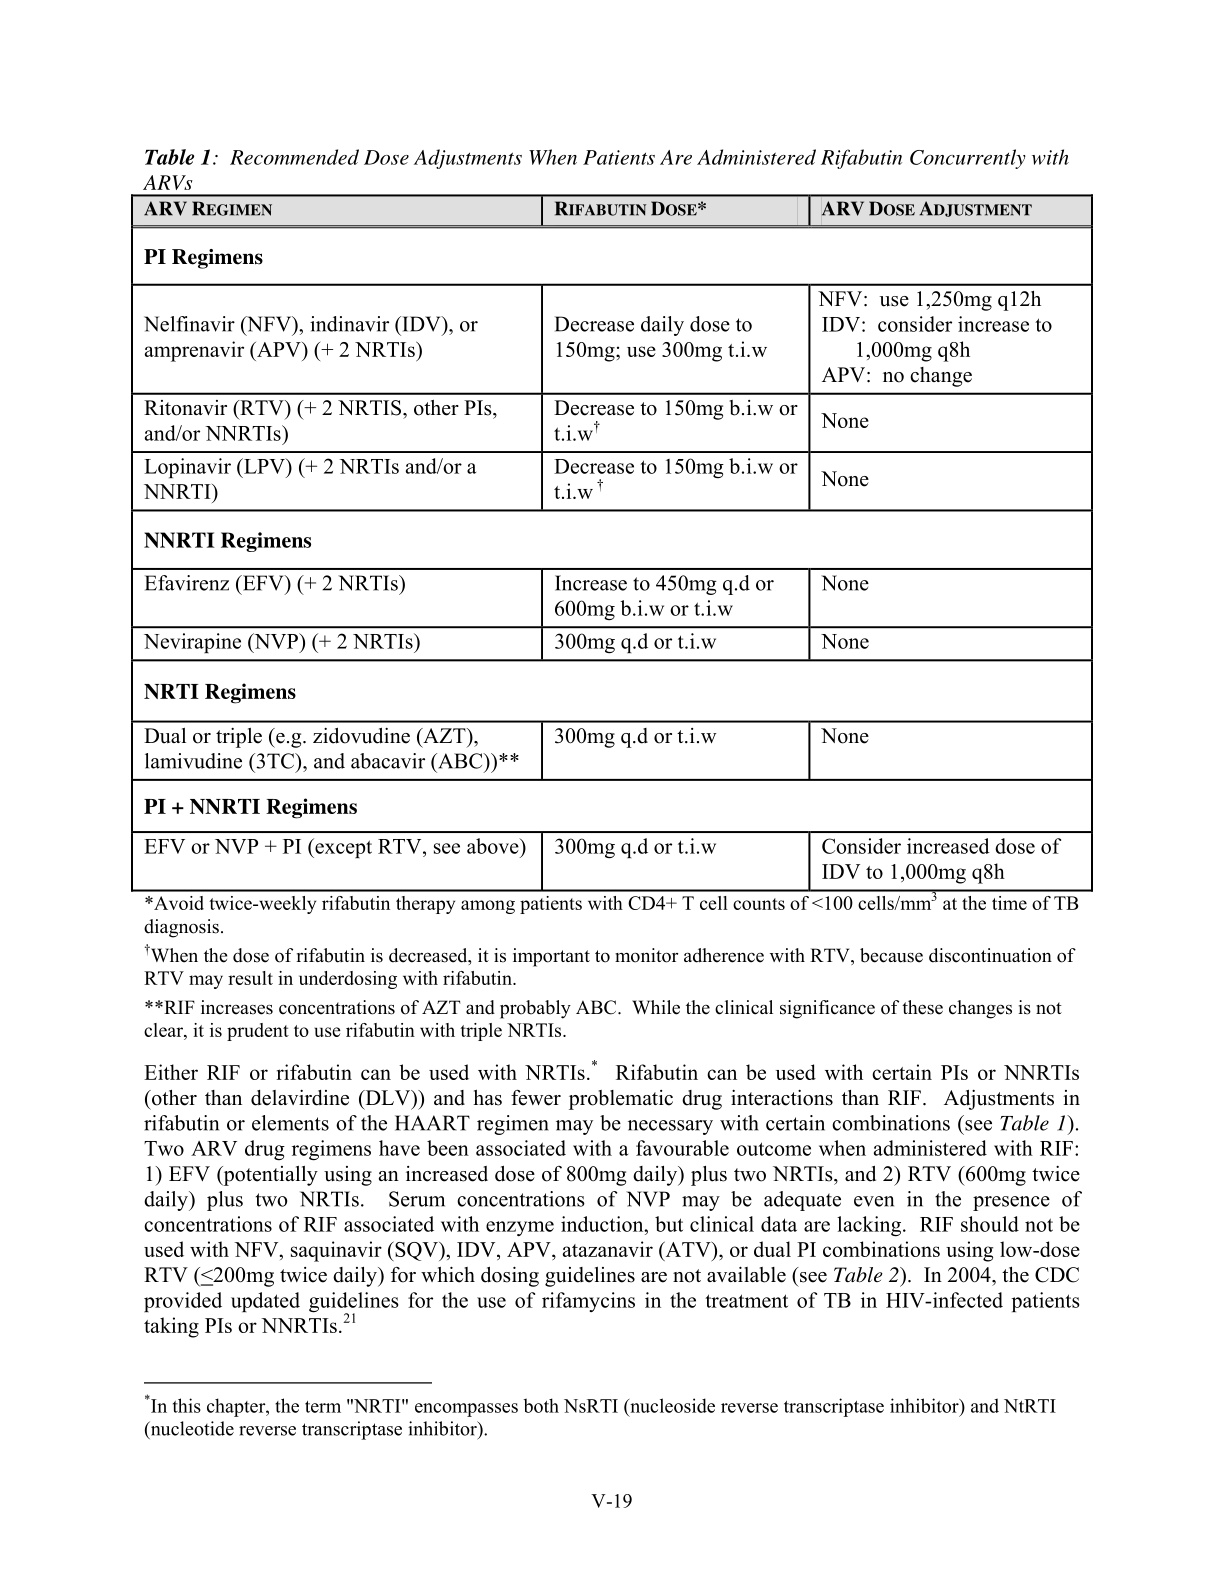 Table 1: Recommended Dose Adjustments When Patients Are Administered Rifabutin Concurrently with
ARVs
ARV REGIMEN
RIFABUTIN DOSE*
ARV DOSE ADJUSTMENT
PI Regimens
Nelfinavir (NFV), indinavir (IDV), or
amprenavir (APV) (+ 2 NRTIs)
Decrease daily dose to
150mg; use 300mg t.i.w
NFV: use 1,250mg q12h
IDV: consider increase to
1,000mg q8h
APV: no change
Ritonavir (RTV) (+ 2 NRTIS, other PIs,
and/or NNRTIs)
Decrease to 150mg b.i.w or
t.i.w†
None
Lopinavir (LPV) (+ 2 NRTIs and/or a
NNRTI)
Decrease to 150mg b.i.w or
t.i.w †
None
NNRTI Regimens
Efavirenz (EFV) (+ 2 NRTIs)
Increase to 450mg q.d or
600mg b.i.w or t.i.w
None
Nevirapine (NVP) (+ 2 NRTIs)
300mg q.d or t.i.w
None
NRTI Regimens
Dual or triple (e.g. zidovudine (AZT),
lamivudine (3TC), and abacavir (ABC))**
300mg q.d or t.i.w
None
PI + NNRTI Regimens
EFV or NVP + PI (except RTV, see above)
300mg q.d or t.i.w
Consider increased dose of
IDV to 1,000mg q8h
*Avoid twice-weekly rifabutin therapy among patients with CD4+ T cell counts of <100 cells/mm3 at the time of TB
diagnosis.
†When the dose of rifabutin is decreased, it is important to monitor adherence with RTV, because discontinuation of
RTV may result in underdosing with rifabutin.
**RIF increases concentrations of AZT and probably ABC. While the clinical significance of these changes is not
clear, it is prudent to use rifabutin with triple NRTIs.
Either RIF or rifabutin can be used with NRTIs.* Rifabutin can be used with certain PIs or NNRTIs
(other than delavirdine (DLV)) and has fewer problematic drug interactions than RIF. Adjustments in
rifabutin or elements of the HAART regimen may be necessary with certain combinations (see Table 1).
Two ARV drug regimens have been associated with a favourable outcome when administered with RIF:
1) EFV (potentially using an increased dose of 800mg daily) plus two NRTIs, and 2) RTV (600mg twice
daily) plus two NRTIs. Serum concentrations of NVP may be adequate even in the presence of
concentrations of RIF associated with enzyme induction, but clinical data are lacking. RIF should not be
used with NFV, saquinavir (SQV), IDV, APV, atazanavir (ATV), or dual PI combinations using low-dose
RTV (≤200mg twice daily) for which dosing guidelines are not available (see Table 2). In 2004, the CDC
provided updated guidelines for the use of rifamycins in the treatment of TB in HIV-infected patients
taking PIs or NNRTIs.21
*In this chapter, the term "NRTI" encompasses both NsRTI (nucleoside reverse transcriptase inhibitor) and NtRTI
(nucleotide reverse transcriptase inhibitor).
V-19